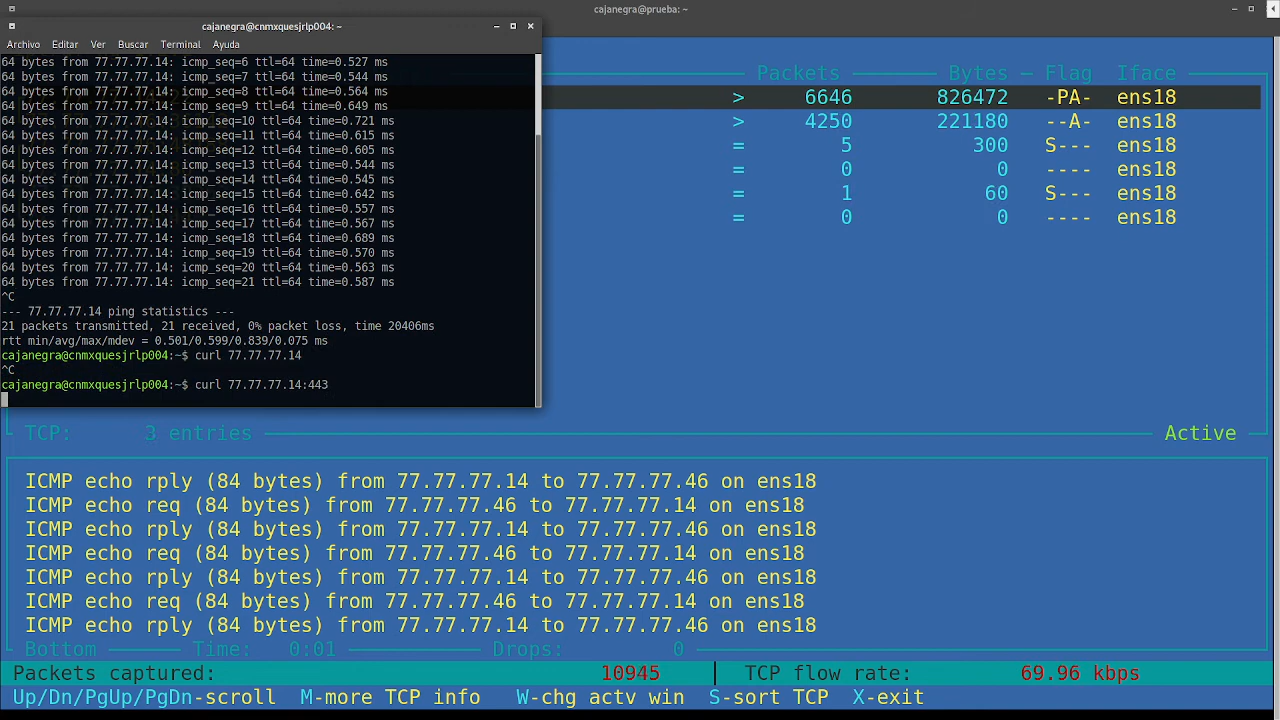 cajanegra@prueba: ~
cajanegra@cnmxquesjrlp004: ~
Archivo Editar Ver Buscar Terminal Ayuda
64 bytes from 77.77.77.14: icmp_seq=6 ttl=64 time=0.527 ms
64 bytes from 77.77.77.14: icmp_seq=7 ttl=64 time=0.544 ms
64 bytes from 77.77.77.14: icmp_seq=8 ttl=64 time=0.564 ms
64 bytes from 77.77.77.14: icmp_seq=9 ttl=64 time=0.649 ms
64 bytes from 77.77.77.14: icmp_seq=10 ttl=64 time=0.721 ms
64 bytes from 77.77.77.14: icmp_seq=11 ttl=64 time=0.615 ms
64 bytes from 77.77.77.14: icmp_seq=12 ttl=64 time=0.605 ms
64 bytes from 77.77.77.14: icmp_seq=13 ttl=64 time=0.544 ms
64 bytes from 77.77.77.14: icmp_seq=14 ttl=64 time=0.545 ms
64 bytes from 77.77.77.14: icmp_seq=15 ttl=64 time=0.642 ms
64 bytes from 77.77.77.14: icmp_seq=16 ttl=64 time=0.557 ms
64 bytes from 77.77.77.14: icmp_seq=17 ttl=64 time=0.567 ms
64 bytes from 77.77.77.14: icmp_seq=18 ttl=64 time=0.689 ms
64 bytes from 77.77.77.14: icmp_seq=19 ttl=64 time=0.570 ms
64 bytes from 77.77.77.14: icmp_seq=20 ttl=64 time=0.563 ms
64 bytes from 77.77.77.14: icmp_seq=21 ttl=64 time=0.587 ms
^C
--- 77.77.77.14 ping statistics ---
21 packets transmitted, 21 received, 0% packet loss, time 20406ms
rtt min/avg/max/mdev = 0.501/0.599/0.839/0.075 ms
cajanegra@cnmxquesjrlp004:~$ curl 77.77.77.14
^C
cajanegra@cnmxquesjrlp004:~$ curl 77.77.77.14:443
Packets Bytes Flag Iface
> 6646 826472 -PA- ens18
> 4250 221180 --A- ens18
= 5 300 S--- ens18
= 0 0 ---- ens18
= 1 60 S--- ens18
= 0 0 ---- ens18
TCP: 3 entries Active
ICMP echo rply (84 bytes) from 77.77.77.14 to 77.77.77.46 on ens18
ICMP echo req (84 bytes) from 77.77.77.46 to 77.77.77.14 on ens18
ICMP echo rply (84 bytes) from 77.77.77.14 to 77.77.77.46 on ens18
ICMP echo req (84 bytes) from 77.77.77.46 to 77.77.77.14 on ens18
ICMP echo rply (84 bytes) from 77.77.77.14 to 77.77.77.46 on ens18
ICMP echo req (84 bytes) from 77.77.77.46 to 77.77.77.14 on ens18
ICMP echo rply (84 bytes) from 77.77.77.14 to 77.77.77.46 on ens18
Bottom Time: 0:01 Drops: 0
Packets captured: 10945 TCP flow rate: 69.96 kbps
Up/Dn/PgUp/PgDn-scroll M-more TCP info W-chg actv win S-sort TCP X-exit